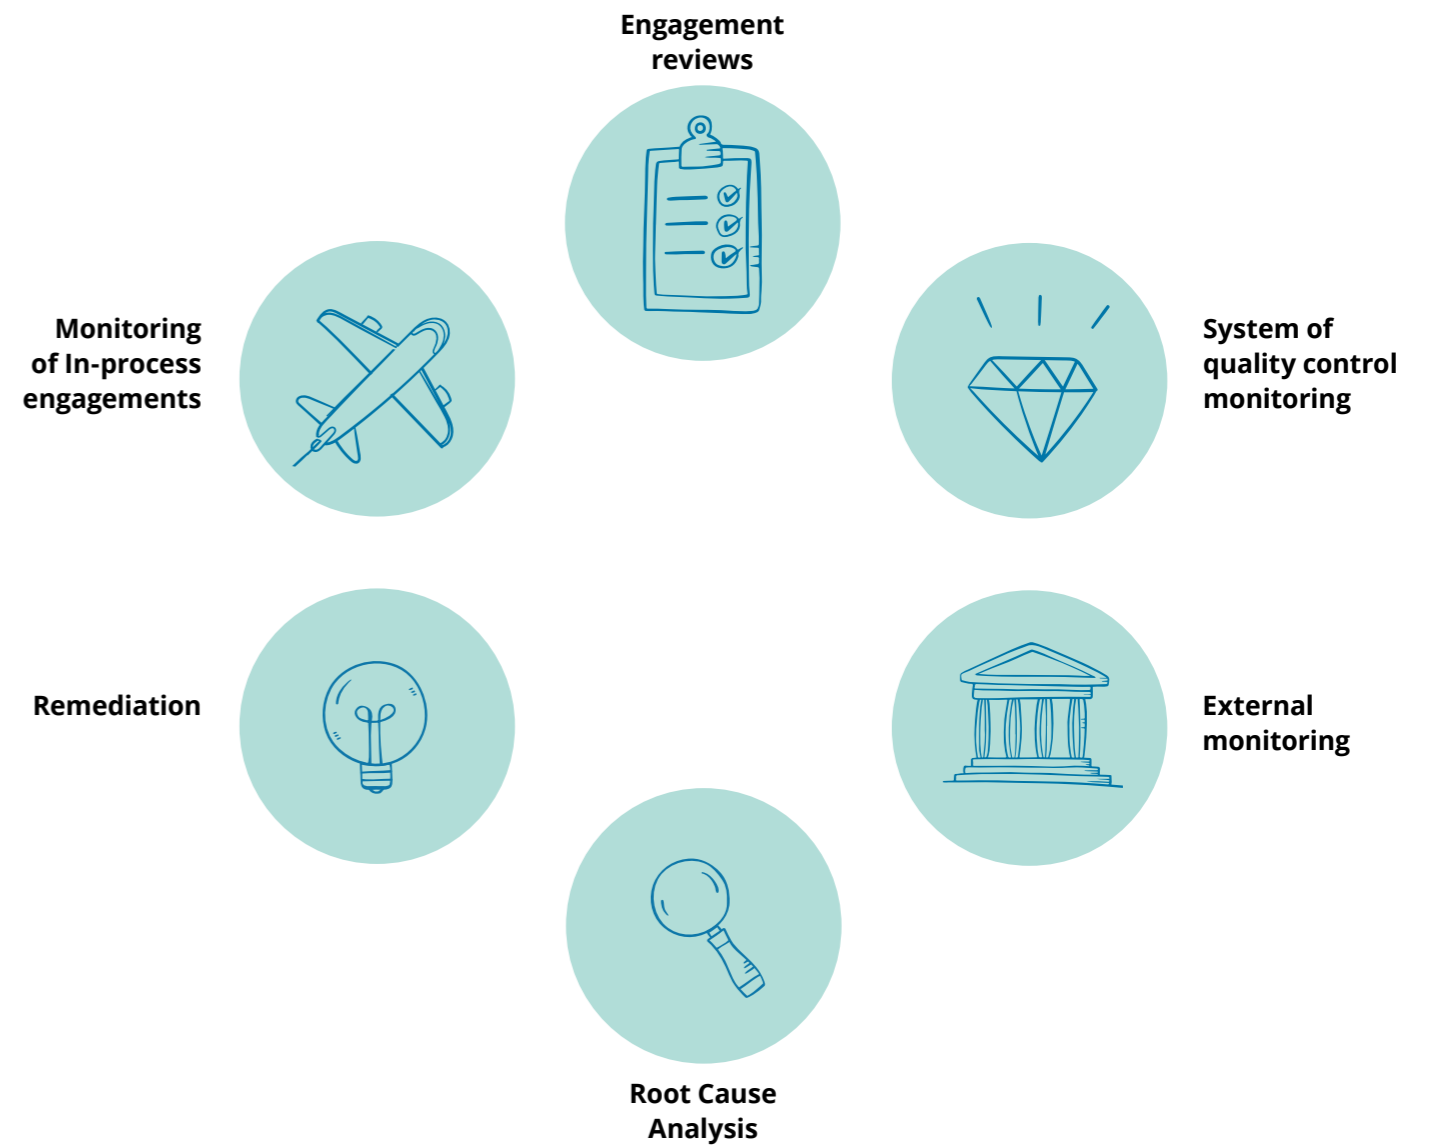 Engagement
reviews
Monitoring
of In-process
engagements
System of
quality control
monitoring
Remediation
External
monitoring
Root Cause
Analysis